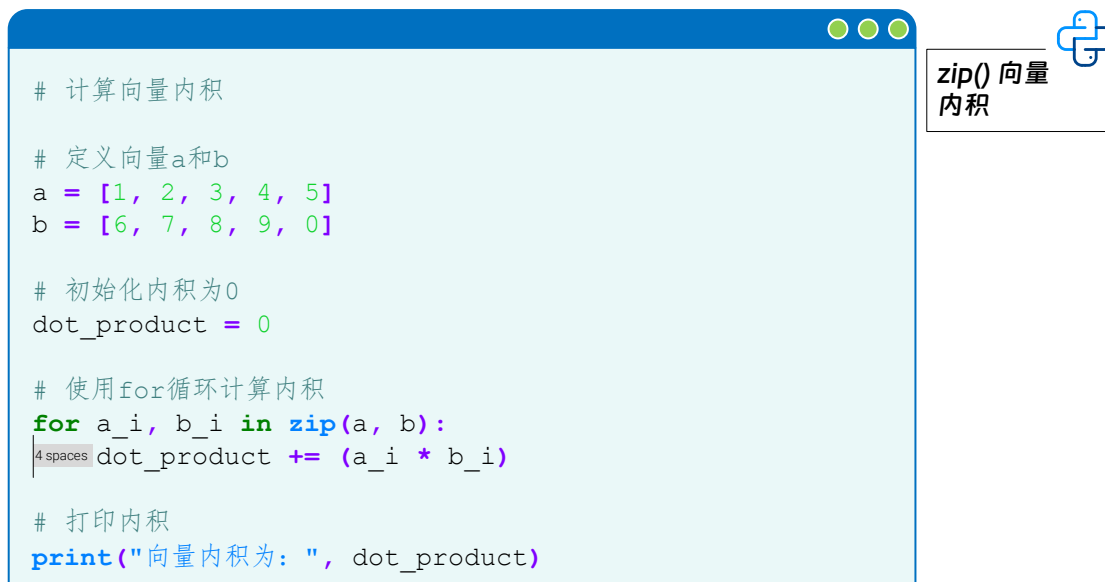 # 计算向量内积
# 定义向量a和b
a = [1, 2, 3, 4, 5]
b = [6, 7, 8, 9, 0]
# 初始化内积为0
dot_product = 0
# 使用for循环计算内积
for a_i, b_i in zip(a, b):
4 spaces dot_product += (a_i * b_i)
# 打印内积
print("向量内积为: ", dot_product)
zip() 向量
内积